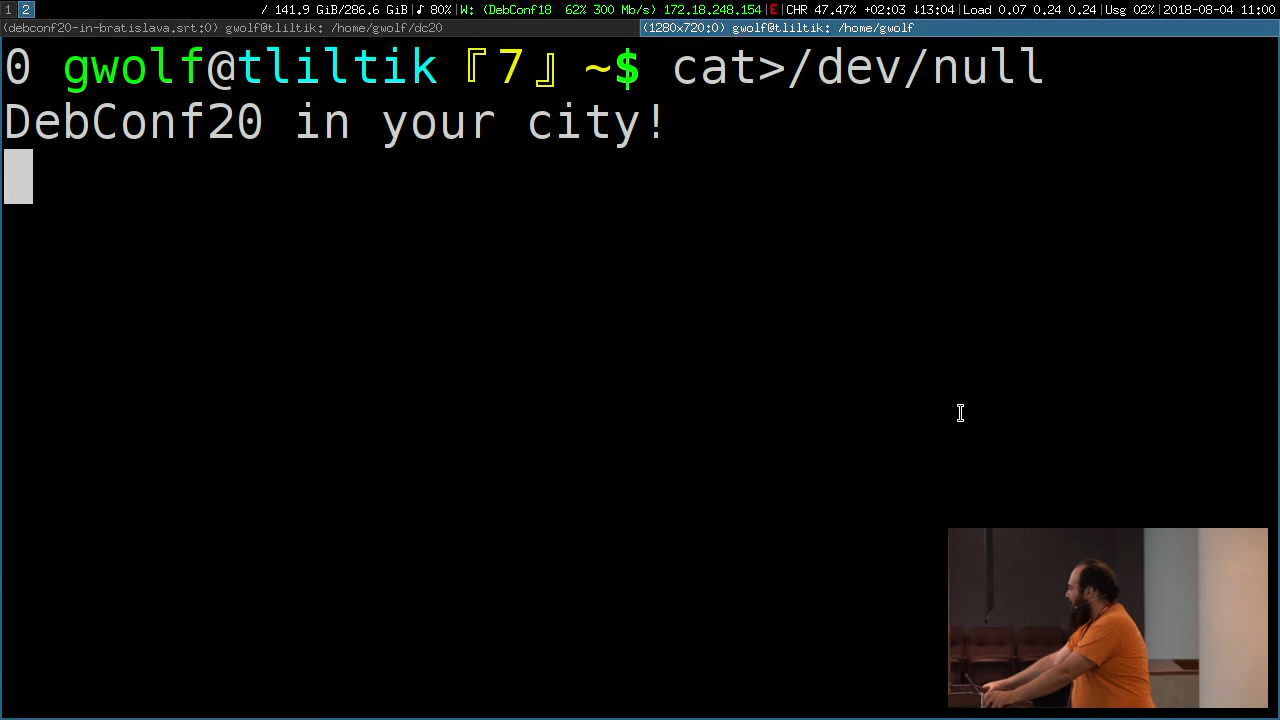 1 2 / 141.9 GiB/286.6 GiB|♪ 80%|W: (DebConf18 62% 300 Mb/s) 172.18.248.154|E|CHR 47.47% +02:03 ↓13:04|Load 0.07 0.24 0.24|Usg 02%|2018-08-04 11:00
(debconf20-in-bratislava.srt:0) gwolf@tliltik: /home/gwolf/dc20 (1280x720:0) gwolf@tliltik: /home/gwolf
0 gwolf@tliltik『7』~$ cat>/dev/null
DebConf20 in your city!